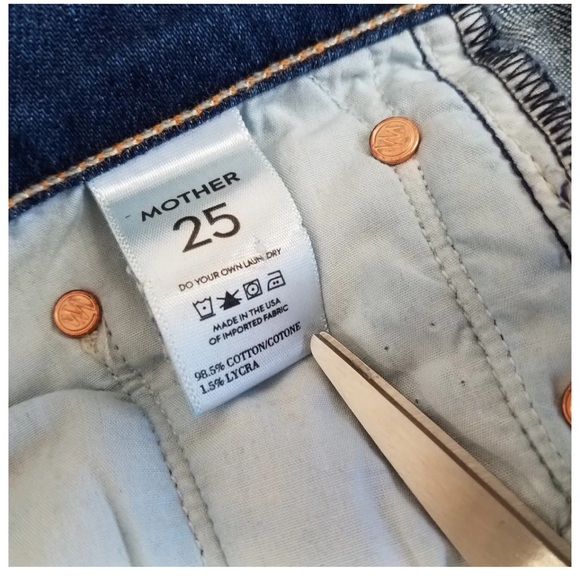 MOTHER
25
DO YOUR OWN LAUNDRY
MADE IN THE USA
OF IMPORTED FABRIC
98.5% COTTON/COTONE
1.5% LYCRA